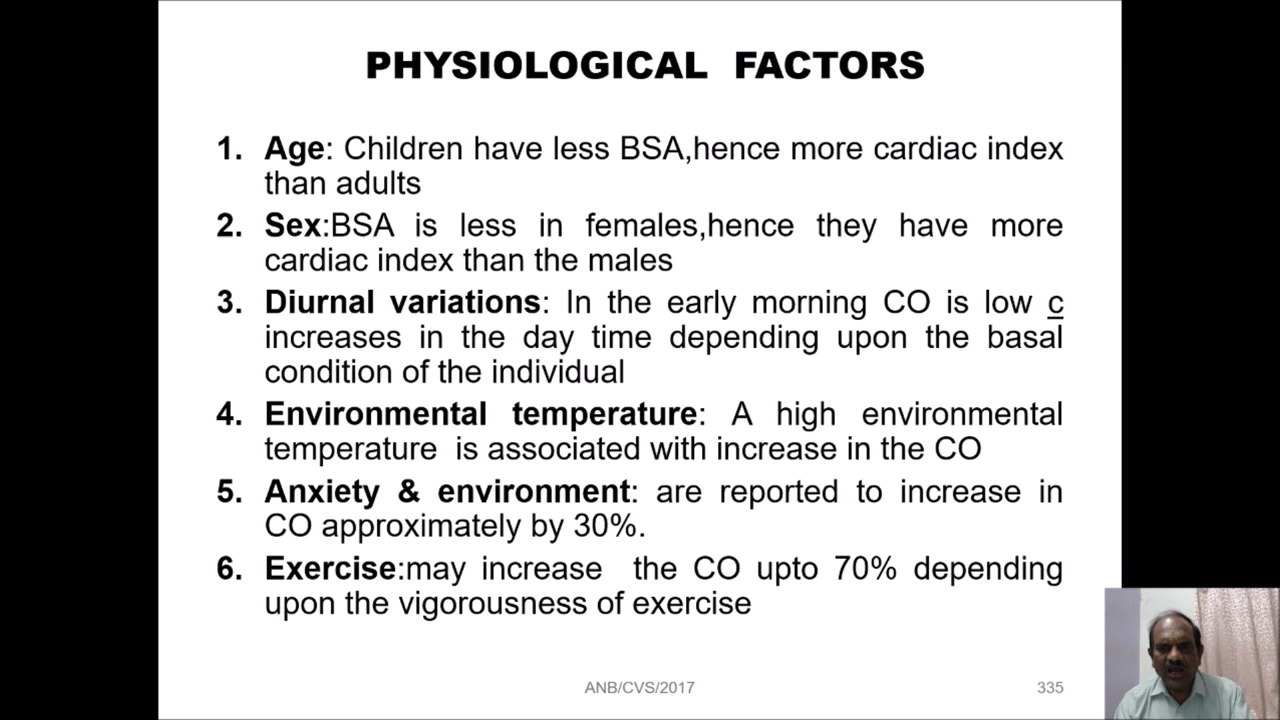 PHYSIOLOGICAL FACTORS
1. Age: Children have less BSA,hence more cardiac index
than adults
2. Sex:BSA is less in females,hence they have more
cardiac index than the males
3. Diurnal variations: In the early morning CO is low c
increases in the day time depending upon the basal
condition of the individual
4. Environmental temperature: A high environmental
temperature is associated with increase in the CO
5. Anxiety & environment: are reported to increase in
CO approximately by 30%.
6. Exercise:may increase the CO upto 70% depending
upon the vigorousness of exercise
ANB/CVS/2017
335